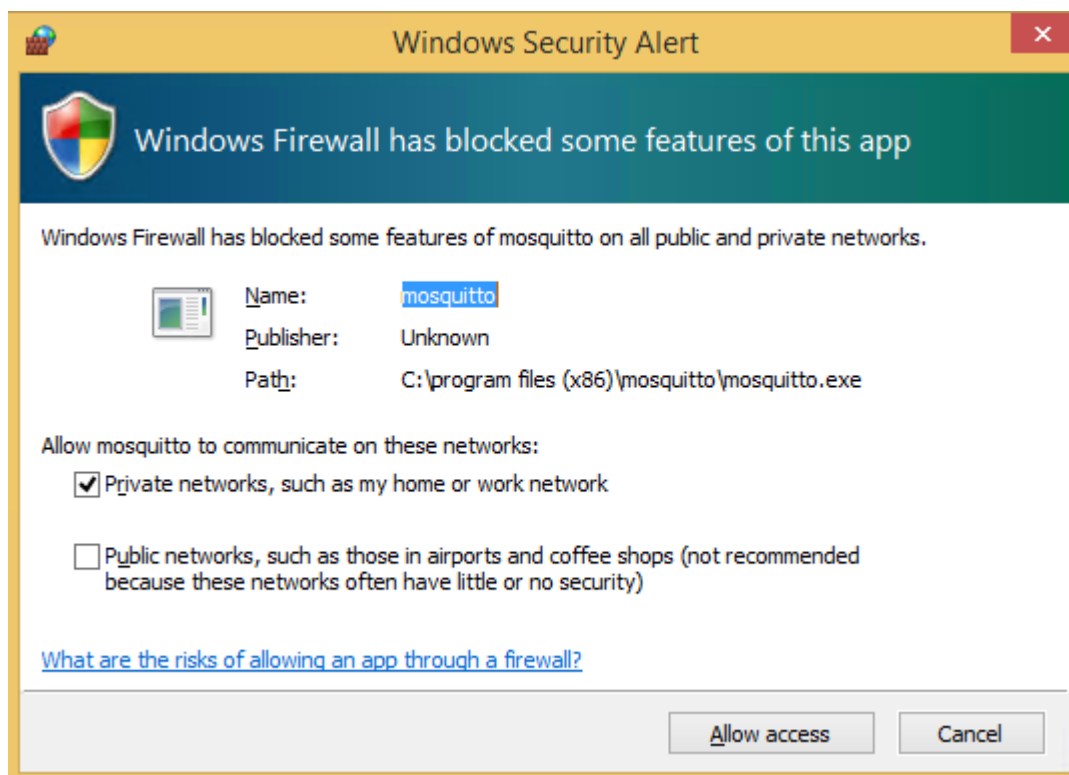 Windows Security Alert
Windows Firewall has blocked some features of this app
Windows Firewall has blocked some features of mosquitto on all public and private networks.
Name: mosquitto
Publisher: Unknown
Path: C:\program files (x86)\mosquitto\mosquitto.exe
Allow mosquitto to communicate on these networks:
Private networks, such as my home or work network
Public networks, such as those in airports and coffee shops (not recommended
because these networks often have little or no security)
What are the risks of allowing an app through a firewall?
Allow access Cancel